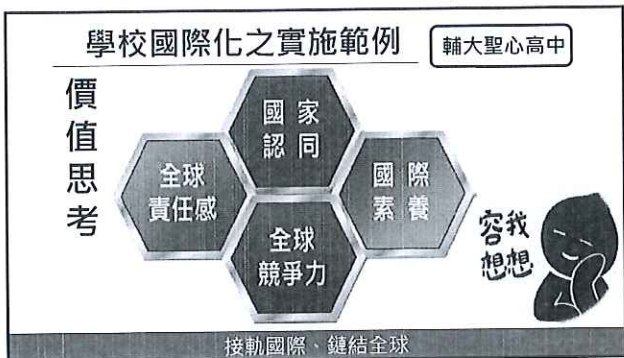 學校國際化之實施範例
輔大聖心高中
價值思考
國家
認同
全球
責任感
國際
素養
全球
競爭力
容我
想想
接軌國際、鏈結全球